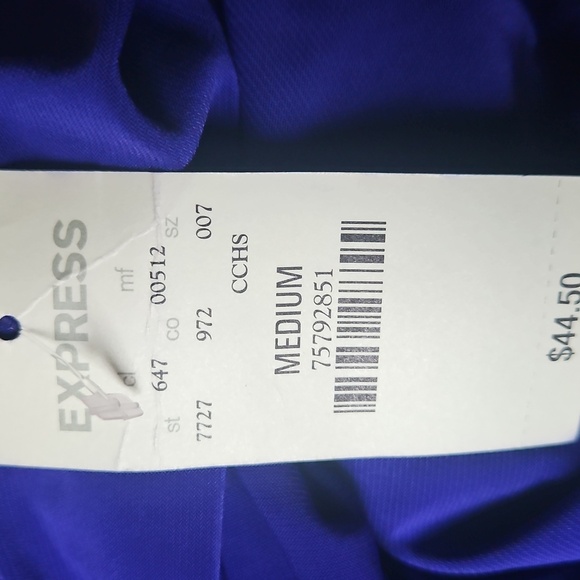 EXPRESS
cl mf
647 00512
st co sz
7727 972 007
CCHS
MEDIUM
75792851
$44.50